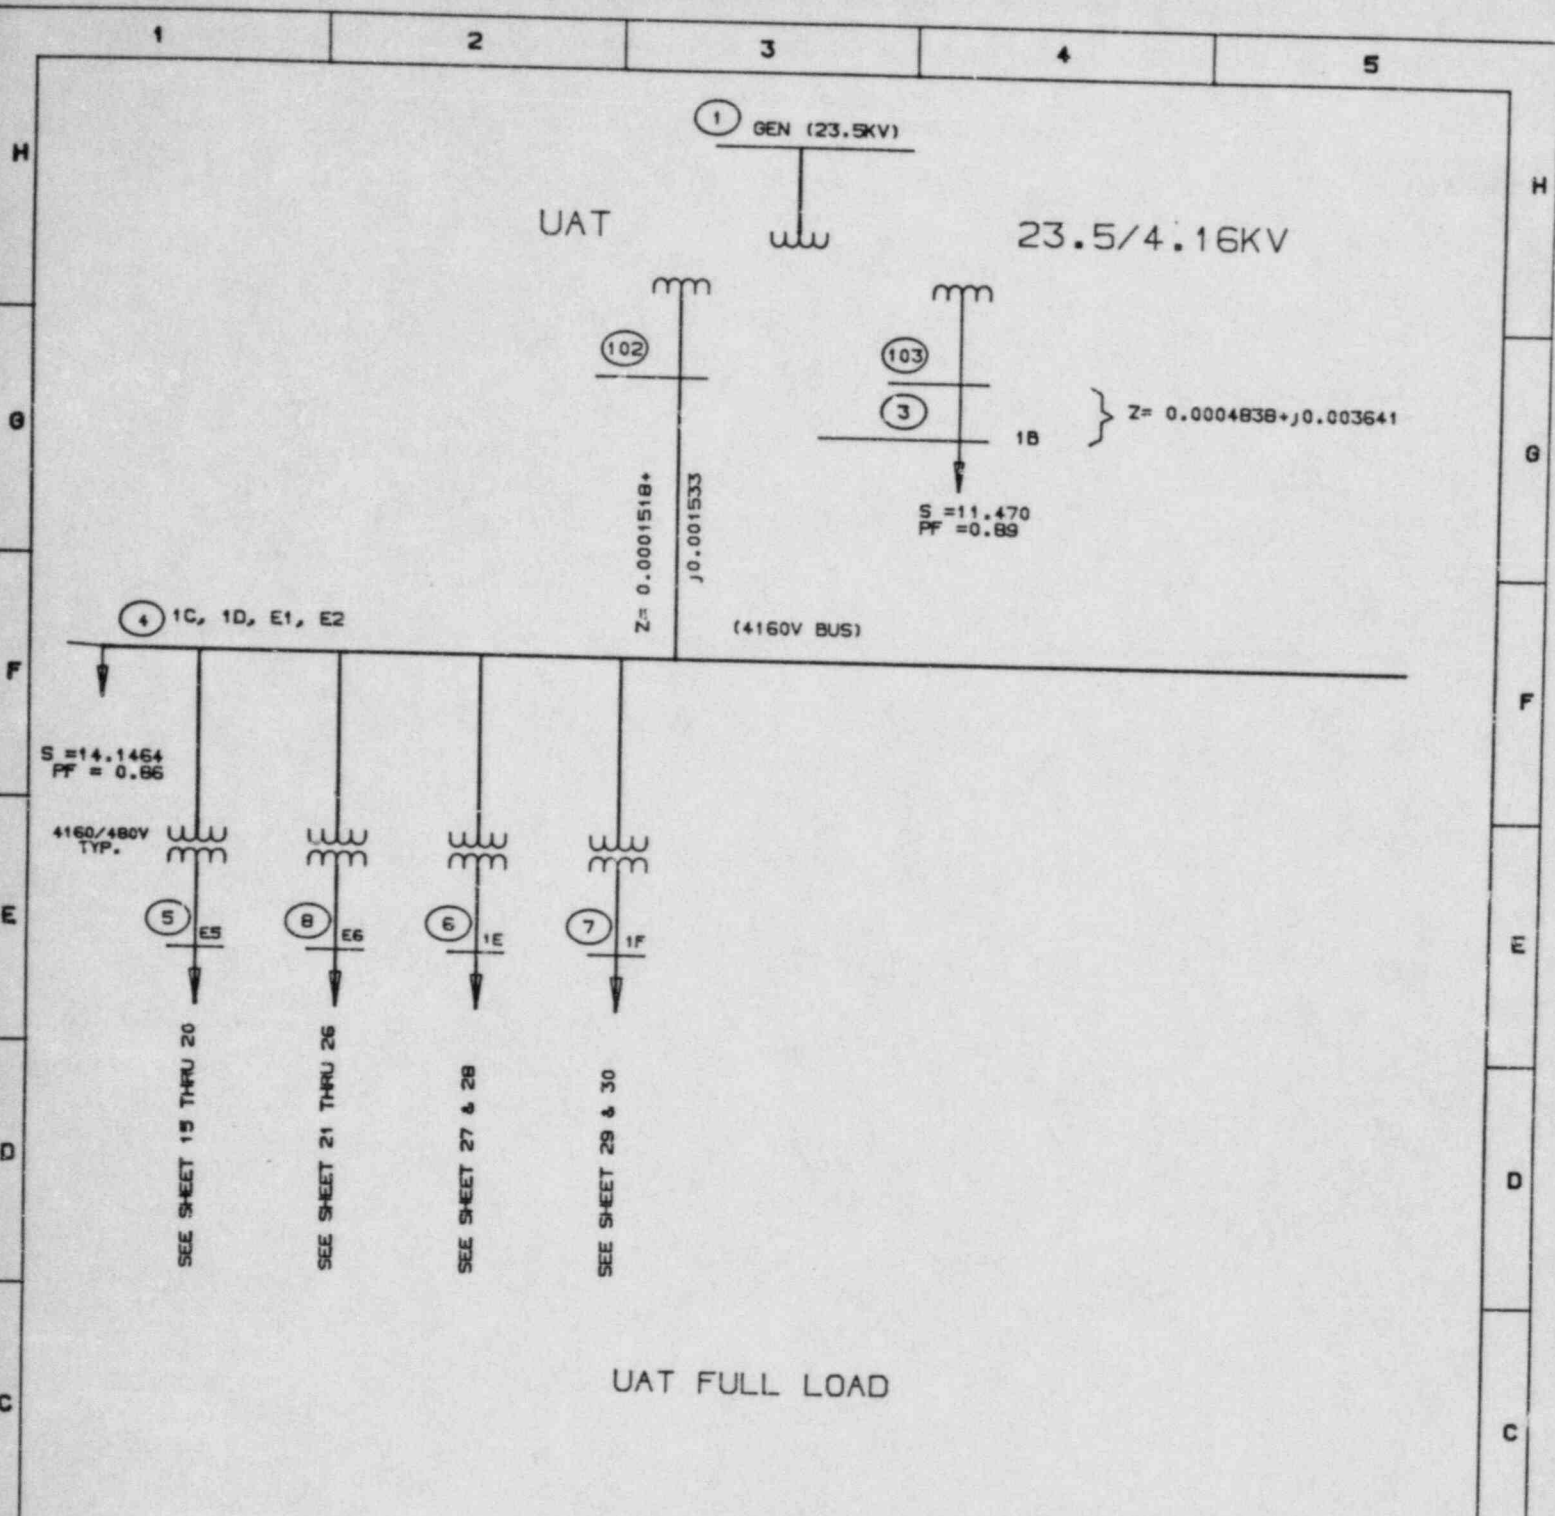 1 2 3 4 5
H
1 GEN (23.5KV)
H
UAT
23.5/4.16KV
102
103
3
Z= 0.0004838+j0.003641
1B
G
G
S =11.470
PF =0.89
Z= 0.0001518+
j0.001533
4 1C, 1D, E1, E2
(4160V BUS)
F
F
S =14.1464
PF = 0.86
4160/480V
TYP.
5 E5
8 E6
6 1E
7 1F
E
E
SEE SHEET 15 THRU 20
SEE SHEET 21 THRU 26
SEE SHEET 27 & 28
SEE SHEET 29 & 30
D
D
UAT FULL LOAD
C
C